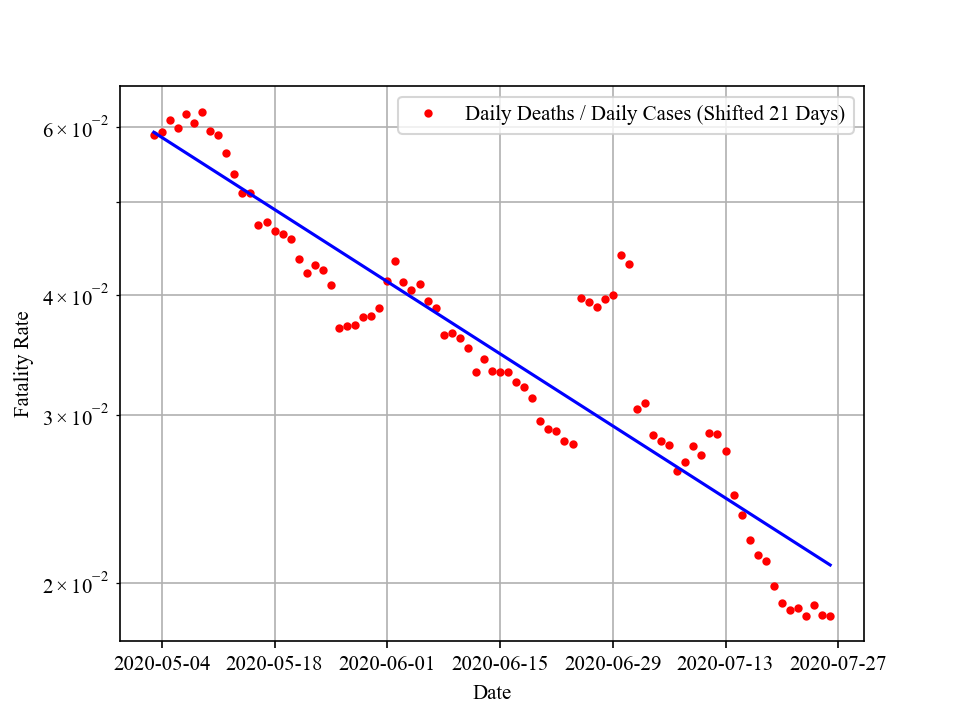 Daily Deaths / Daily Cases (Shifted 21 Days)
Fatality Rate
6 × 10⁻²
4 × 10⁻²
3 × 10⁻²
2 × 10⁻²
2020-05-04 2020-05-18 2020-06-01 2020-06-15 2020-06-29 2020-07-13 2020-07-27
Date